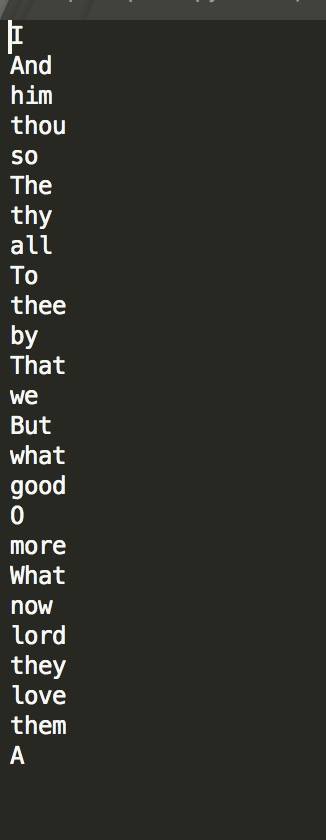 I
And
him
thou
so
The
thy
all
To
thee
by
That
we
But
what
good
O
more
What
now
lord
they
love
them
A